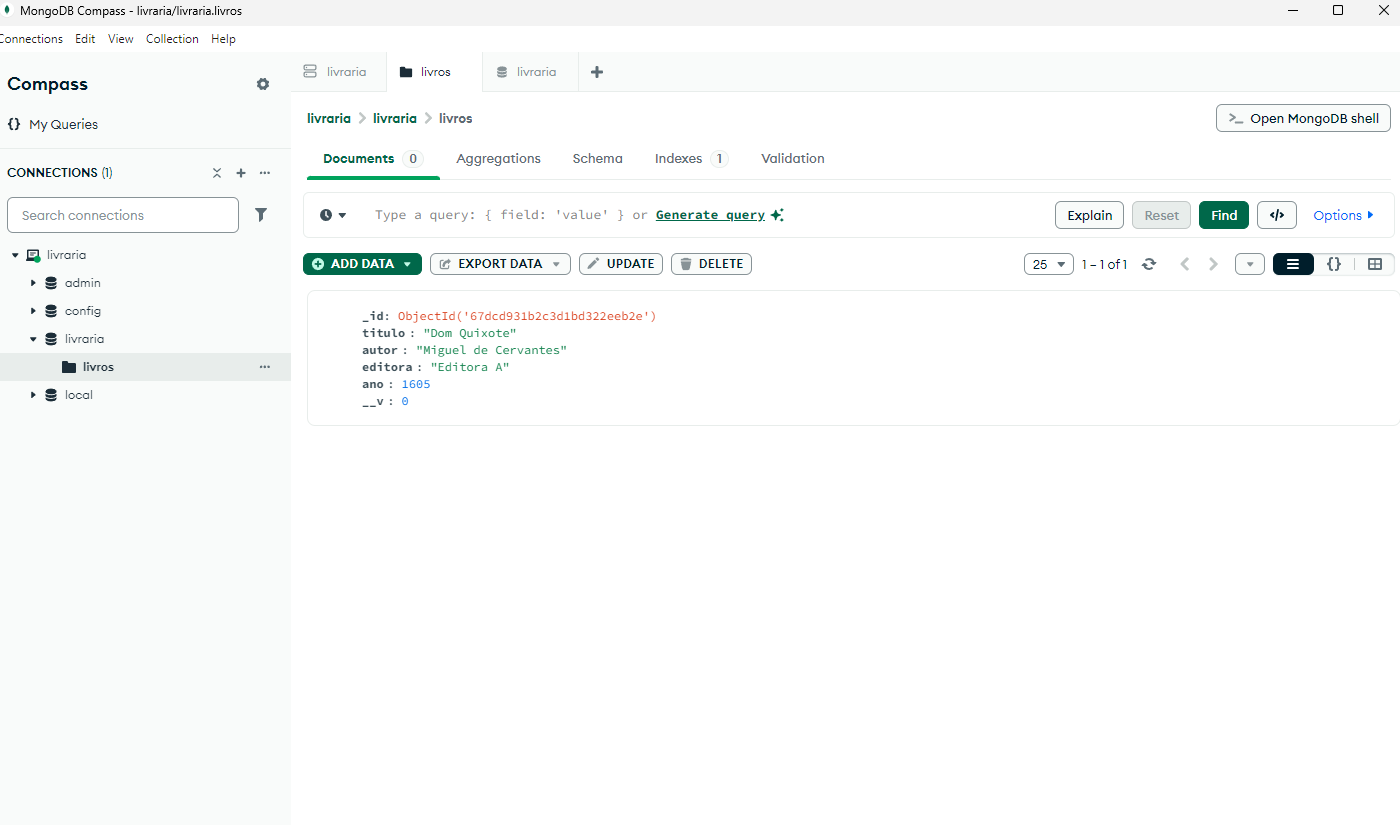 MongoDB Compass - livraria/livraria.livros
Connections Edit View Collection Help
Compass
{} My Queries
CONNECTIONS (1)
Search connections
livraria
admin
config
livraria
livros
local
livraria livros livraria
livraria > livraria > livros
>_ Open MongoDB shell
Documents 0 Aggregations Schema Indexes 1 Validation
Type a query: { field: 'value' } or Generate query
Explain Reset Find </> Options
ADD DATA EXPORT DATA UPDATE DELETE
25 1 – 1 of 1 {}
_id: ObjectId('67dcd931b2c3d1bd322eeb2e')
titulo : "Dom Quixote"
autor : "Miguel de Cervantes"
editora : "Editora A"
ano : 1605
__v : 0